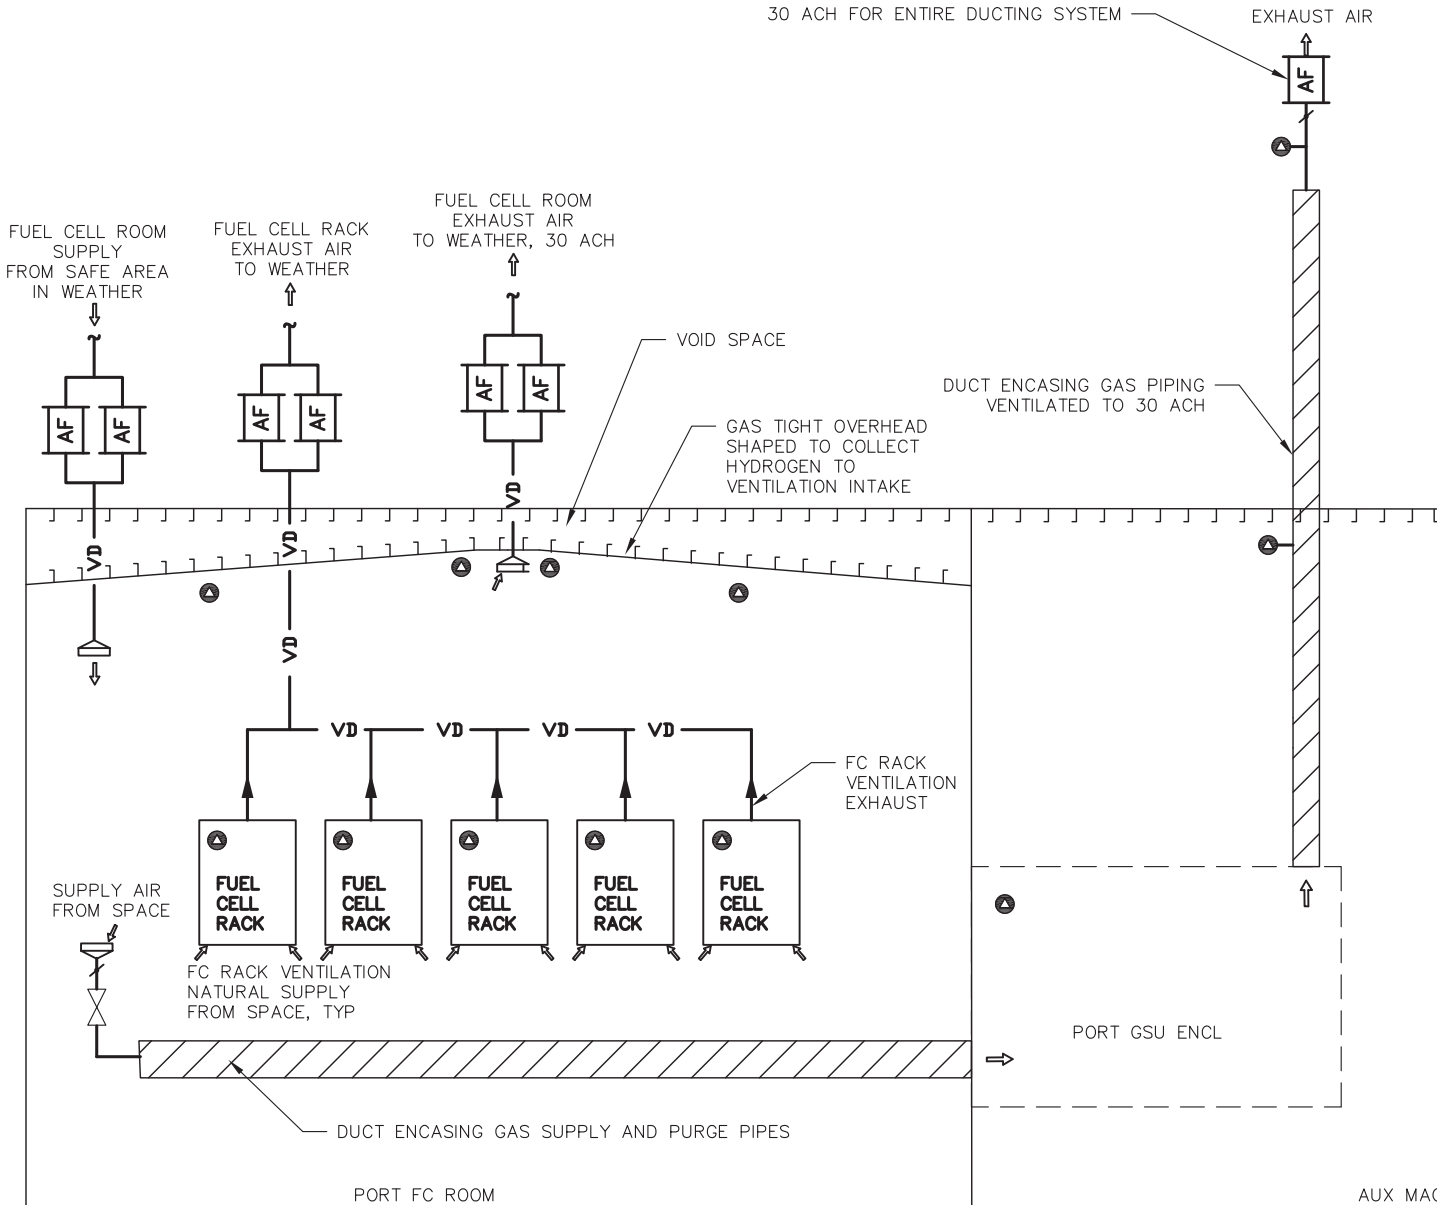 30 ACH FOR ENTIRE DUCTING SYSTEM
EXHAUST AIR
AF
FUEL CELL ROOM
SUPPLY
FROM SAFE AREA
IN WEATHER
FUEL CELL RACK
EXHAUST AIR
TO WEATHER
FUEL CELL ROOM
EXHAUST AIR
TO WEATHER, 30 ACH
VOID SPACE
DUCT ENCASING GAS PIPING
VENTILATED TO 30 ACH
AF
AF
AF
AF
AF
AF
GAS TIGHT OVERHEAD
SHAPED TO COLLECT
HYDROGEN TO
VENTILATION INTAKE
VD
VD
VD
VD
VD
VD
VD
VD
FC RACK
VENTILATION
EXHAUST
SUPPLY AIR
FROM SPACE
FUEL
CELL
RACK
FUEL
CELL
RACK
FUEL
CELL
RACK
FUEL
CELL
RACK
FUEL
CELL
RACK
FC RACK VENTILATION
NATURAL SUPPLY
FROM SPACE, TYP
PORT GSU ENCL
DUCT ENCASING GAS SUPPLY AND PURGE PIPES
PORT FC ROOM
AUX